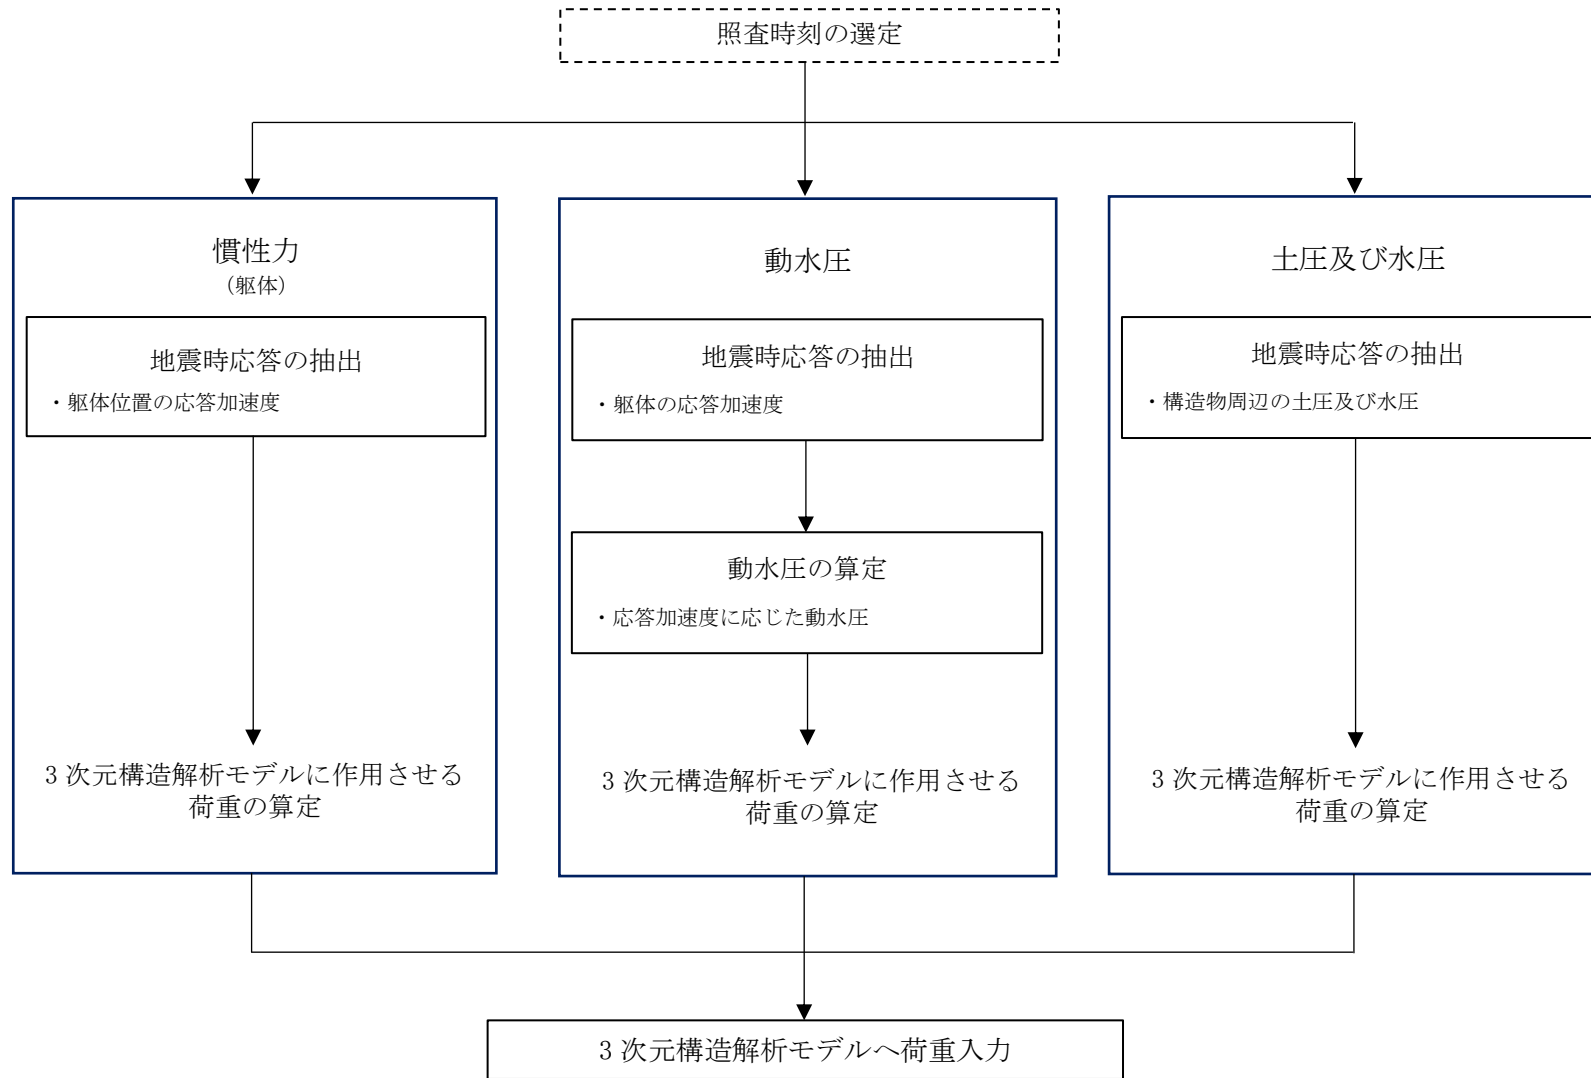 照査時刻の選定
慣性力
(躯体)
地震時応答の抽出
・躯体位置の応答加速度
3 次元構造解析モデルに作用させる
荷重の算定
動水圧
地震時応答の抽出
・躯体の応答加速度
動水圧の算定
・応答加速度に応じた動水圧
3 次元構造解析モデルに作用させる
荷重の算定
土圧及び水圧
地震時応答の抽出
・構造物周辺の土圧及び水圧
3 次元構造解析モデルに作用させる
荷重の算定
3 次元構造解析モデルへ荷重入力